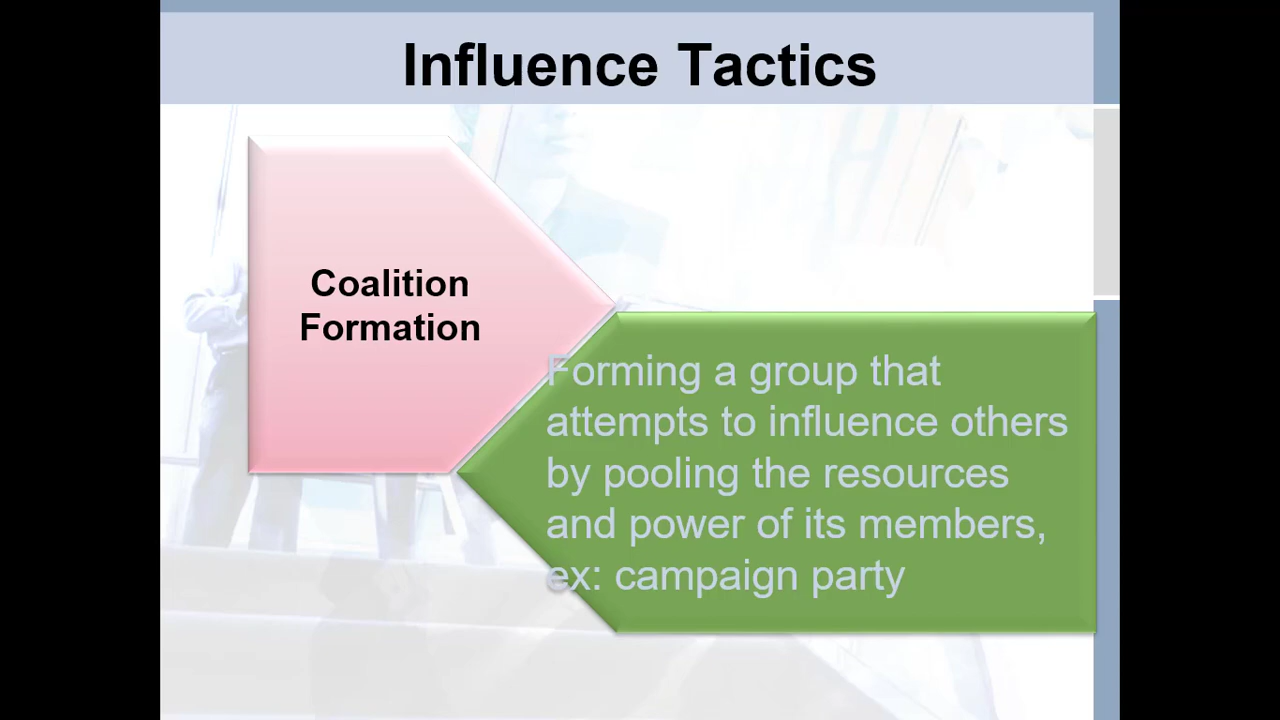 Influence Tactics
Coalition
Formation
Forming a group that
attempts to influence others
by pooling the resources
and power of its members,
ex: campaign party